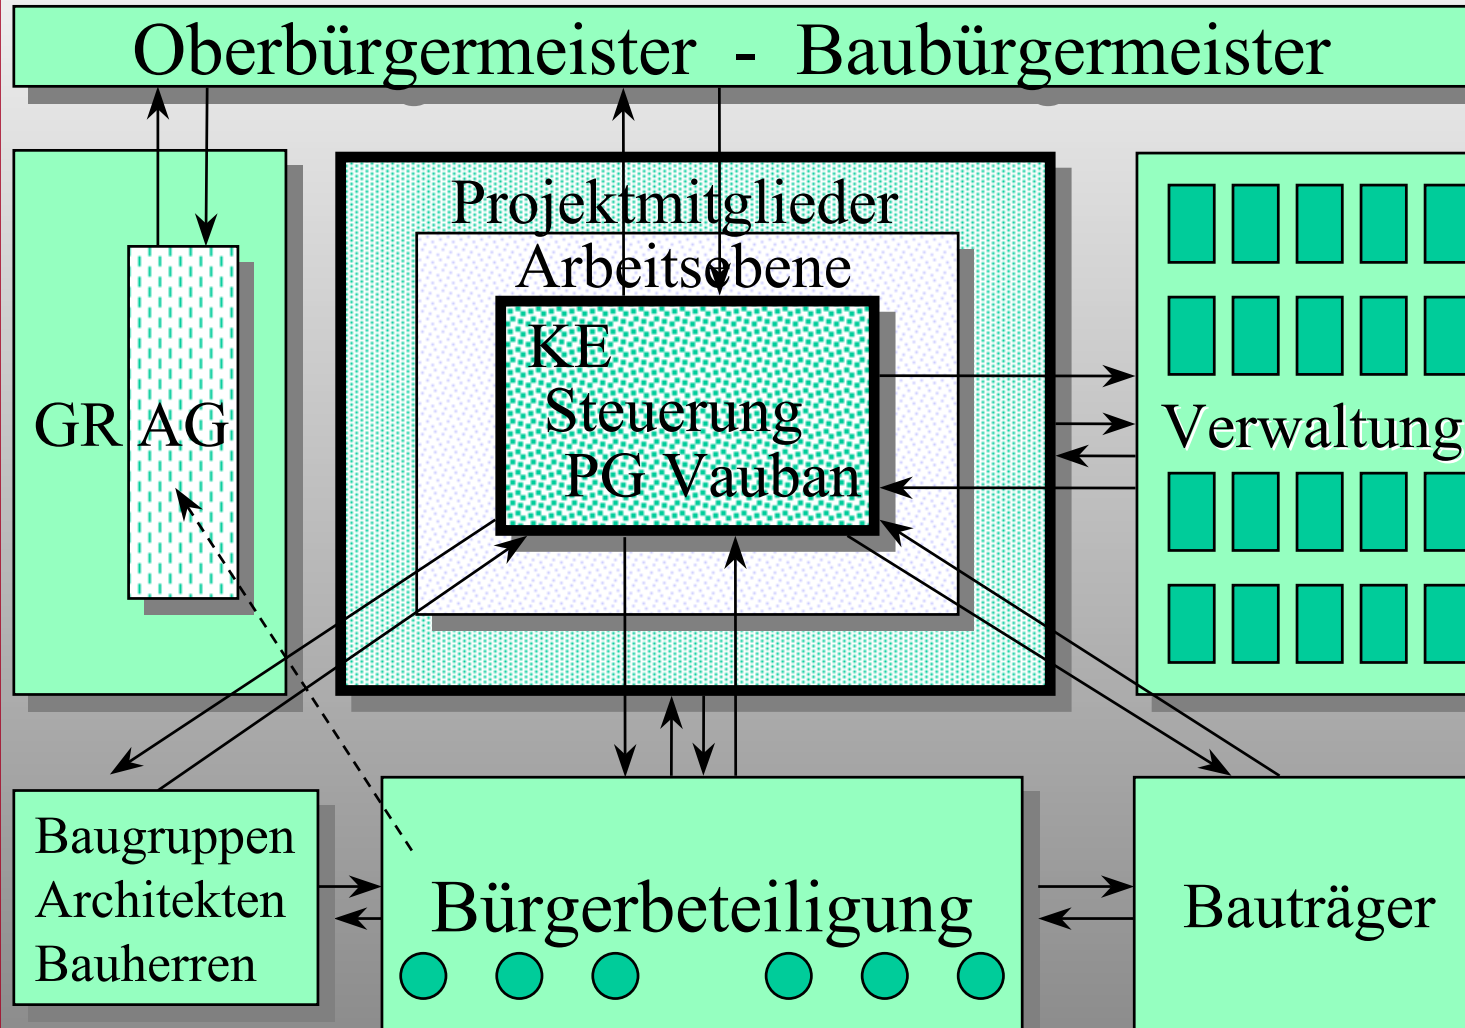 Oberbürgermeister - Baubürgermeister
Projektmitglieder
Arbeitsebene
KE
Steuerung
PG Vauban
GR AG
Verwaltung
Baugruppen
Architekten
Bauherren
Bürgerbeteiligung
Bauträger